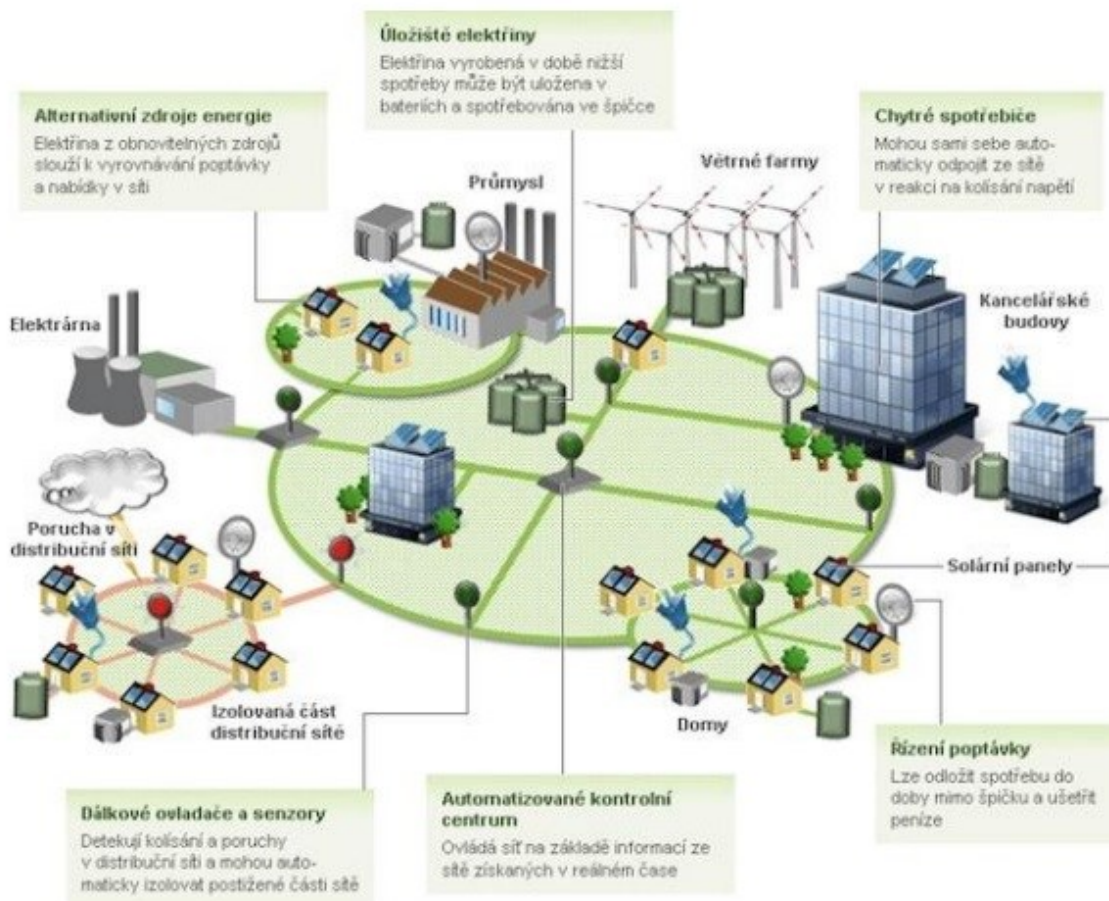 Úložiště elektřiny
Elektřina vyrobená v době nižší
spotřeby může být uložena v
bateriích a spotřebována ve špičce
Alternativní zdroje energie
Elektřina z obnovitelných zdrojů
slouží k vyrovnávání poptávky
a nabídky v síti
Chytré spotřebiče
Mohou sami sebe auto-
maticky odpojit ze sítě
v reakci na kolísání napětí
Průmysl
Větrné farmy
Elektrárna
Kancelářské
budovy
Porucha v
distribuční síti
Solární panely
Izolovaná část
distribuční sítě
Domy
Řízení poptávky
Lze odložit spotřebu do
doby mimo špičku a ušetřit
peníze
Dálkové ovladače a senzory
Detekují kolísání a poruchy
v distribuční síti a mohou auto-
maticky izolovat postižené části sítě
Automatizované kontrolní
centrum
Ovládá síť na základě informací ze
sítě získaných v reálném čase